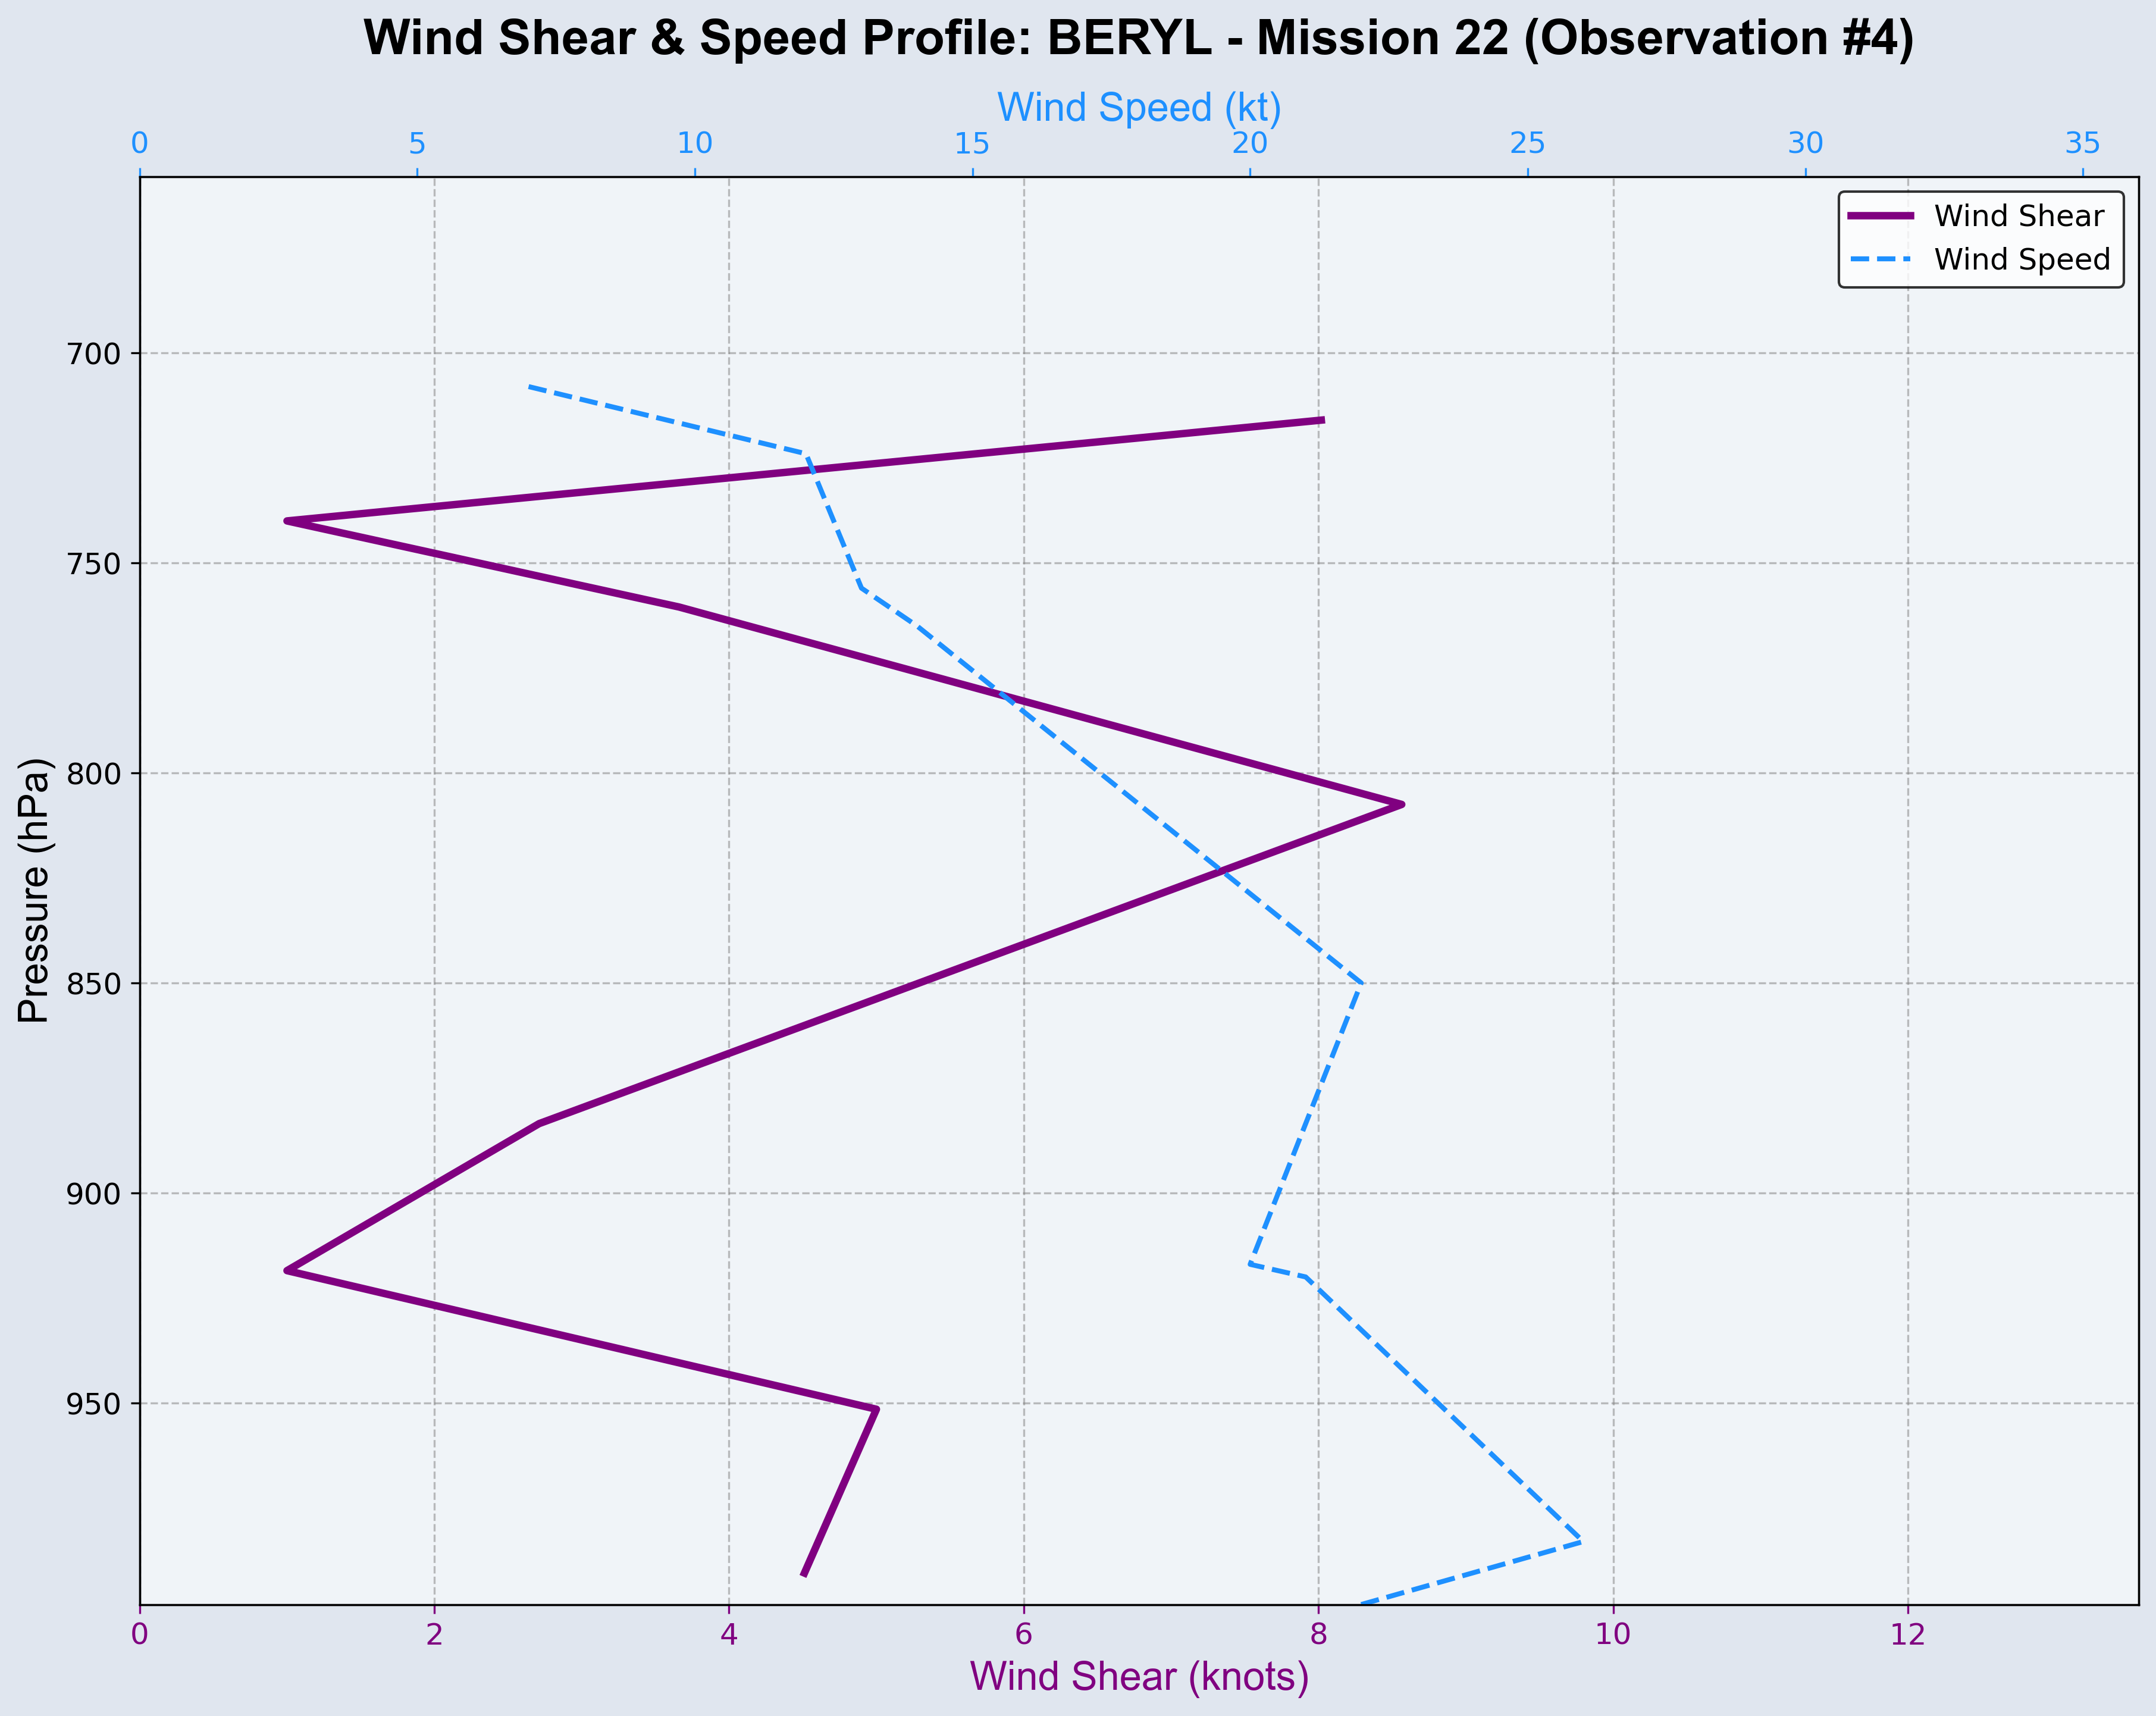 Wind Shear & Speed Profile: BERYL - Mission 22 (Observation #4)
Wind Speed (kt)
0 5 10 15 20 25 30 35
Wind Shear
Wind Speed
700
750
800
850
900
950
Pressure (hPa)
0 2 4 6 8 10 12
Wind Shear (knots)